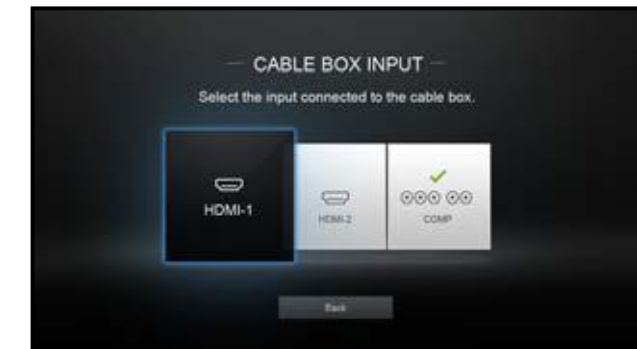 CABLE BOX INPUT
Select the input connected to the cable box.
HDMI-1
HDMI-2
COMP
Back